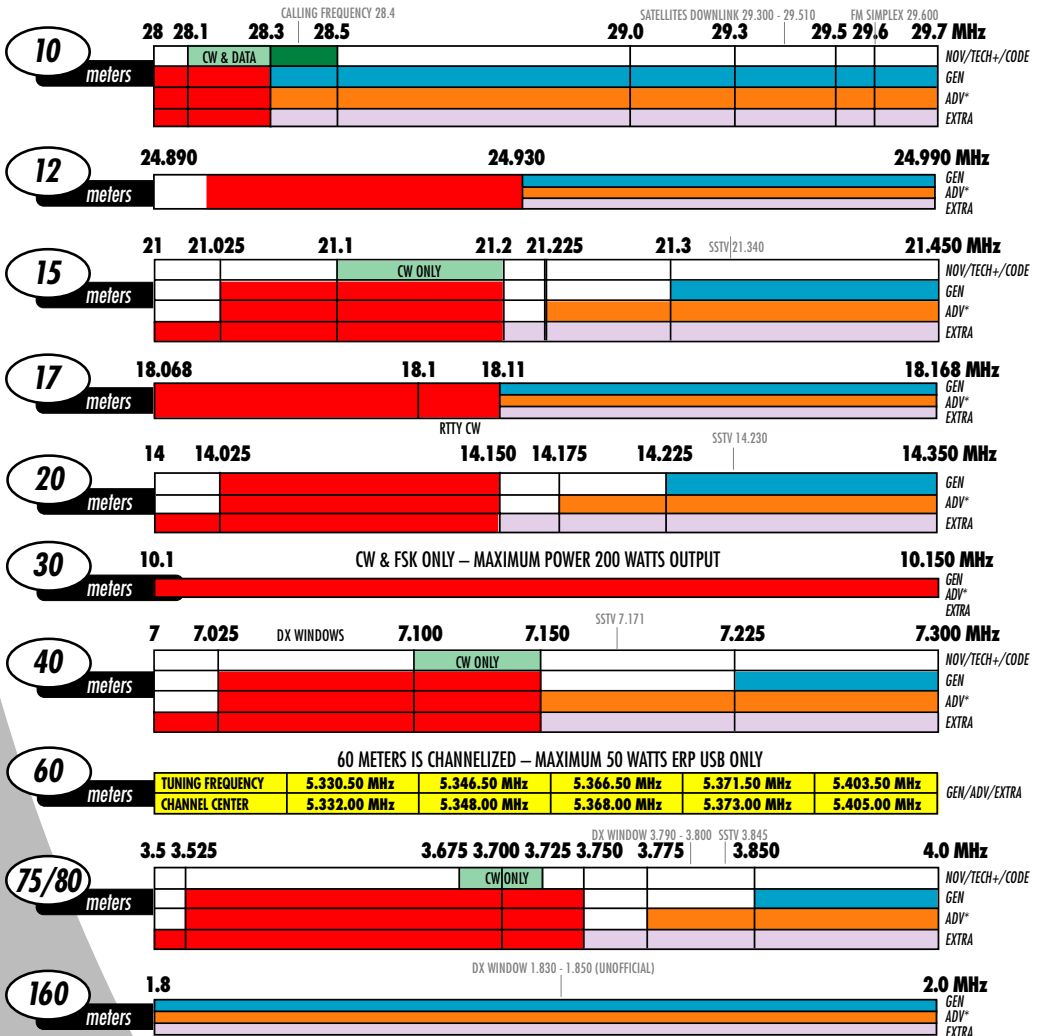 CALLING FREQUENCY 28.4 SATELLITES DOWNLINK 29.300 - 29.510 FM SIMPLEX 29.600
28 28.1 28.3 28.5 29.0 29.3 29.5 29.6 29.7 MHz
10 meters
CW & DATA
NOV/TECH+/CODE
GEN
ADV*
EXTRA
24.890 24.930 24.990 MHz
12 meters
GEN
ADV*
EXTRA
21 21.025 21.1 21.2 21.225 21.3 SSTV 21.340 21.450 MHz
15 meters
CW ONLY
NOV/TECH+/CODE
GEN
ADV*
EXTRA
18.068 18.1 18.11 18.168 MHz
17 meters
GEN
ADV*
EXTRA
RTTY CW
SSTV 14.230
14 14.025 14.150 14.175 14.225 14.350 MHz
20 meters
GEN
ADV*
EXTRA
10.1 CW & FSK ONLY – MAXIMUM POWER 200 WATTS OUTPUT 10.150 MHz
30 meters
GEN
ADV*
EXTRA
SSTV 7.171
7 7.025 DX WINDOWS 7.100 7.150 7.225 7.300 MHz
40 meters
CW ONLY
NOV/TECH+/CODE
GEN
ADV*
EXTRA
60 METERS IS CHANNELIZED – MAXIMUM 50 WATTS ERP USB ONLY
60 meters
TUNING FREQUENCY 5.330.50 MHz 5.346.50 MHz 5.366.50 MHz 5.371.50 MHz 5.403.50 MHz
CHANNEL CENTER 5.332.00 MHz 5.348.00 MHz 5.368.00 MHz 5.373.00 MHz 5.405.00 MHz
GEN/ADV/EXTRA
DX WINDOW 3.790 - 3.800 SSTV 3.845
3.5 3.525 3.675 3.700 3.725 3.750 3.775 3.850 4.0 MHz
75/80 meters
CW ONLY
NOV/TECH+/CODE
GEN
ADV*
EXTRA
DX WINDOW 1.830 - 1.850 (UNOFFICIAL)
1.8 2.0 MHz
160 meters
GEN
ADV*
EXTRA